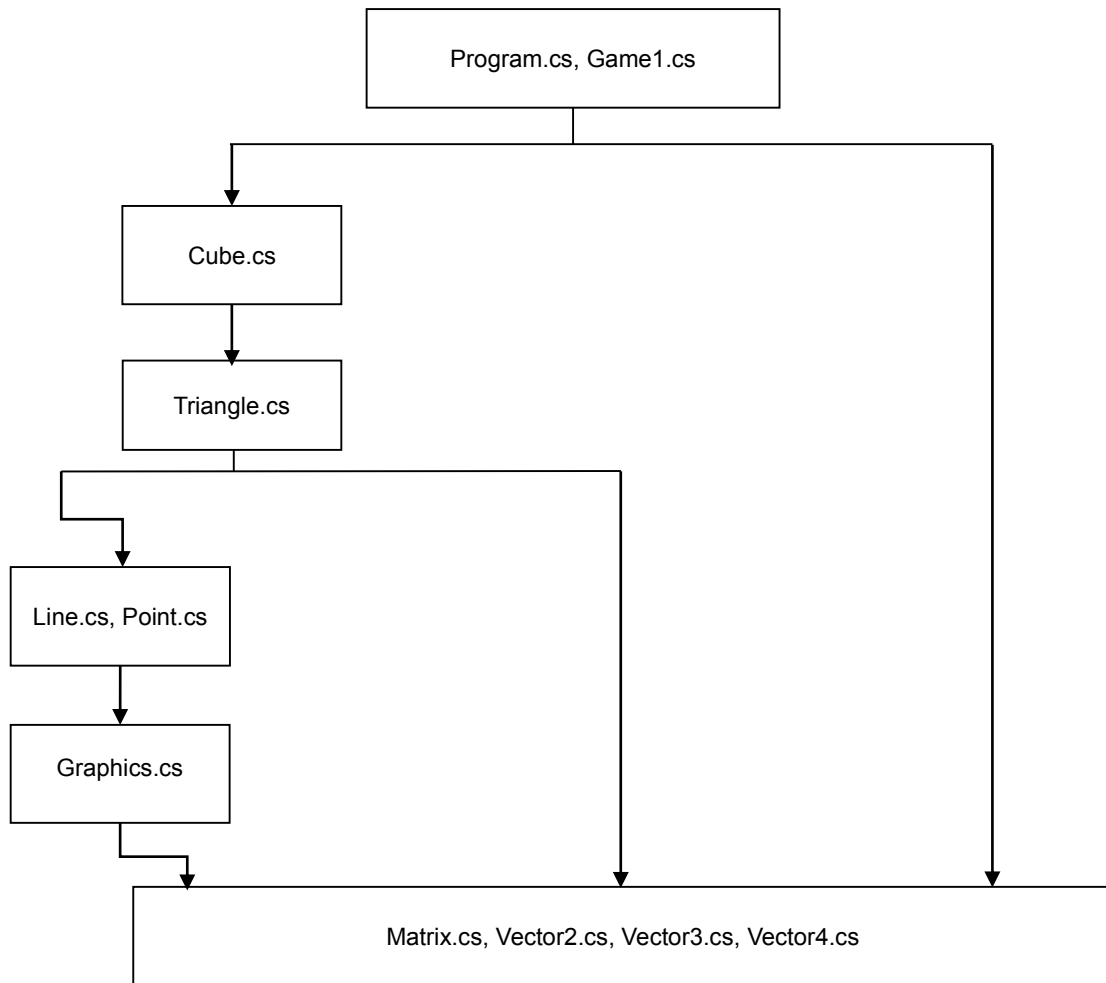 Program.cs, Game1.cs
Cube.cs
Triangle.cs
Line.cs, Point.cs
Graphics.cs
Matrix.cs, Vector2.cs, Vector3.cs, Vector4.cs